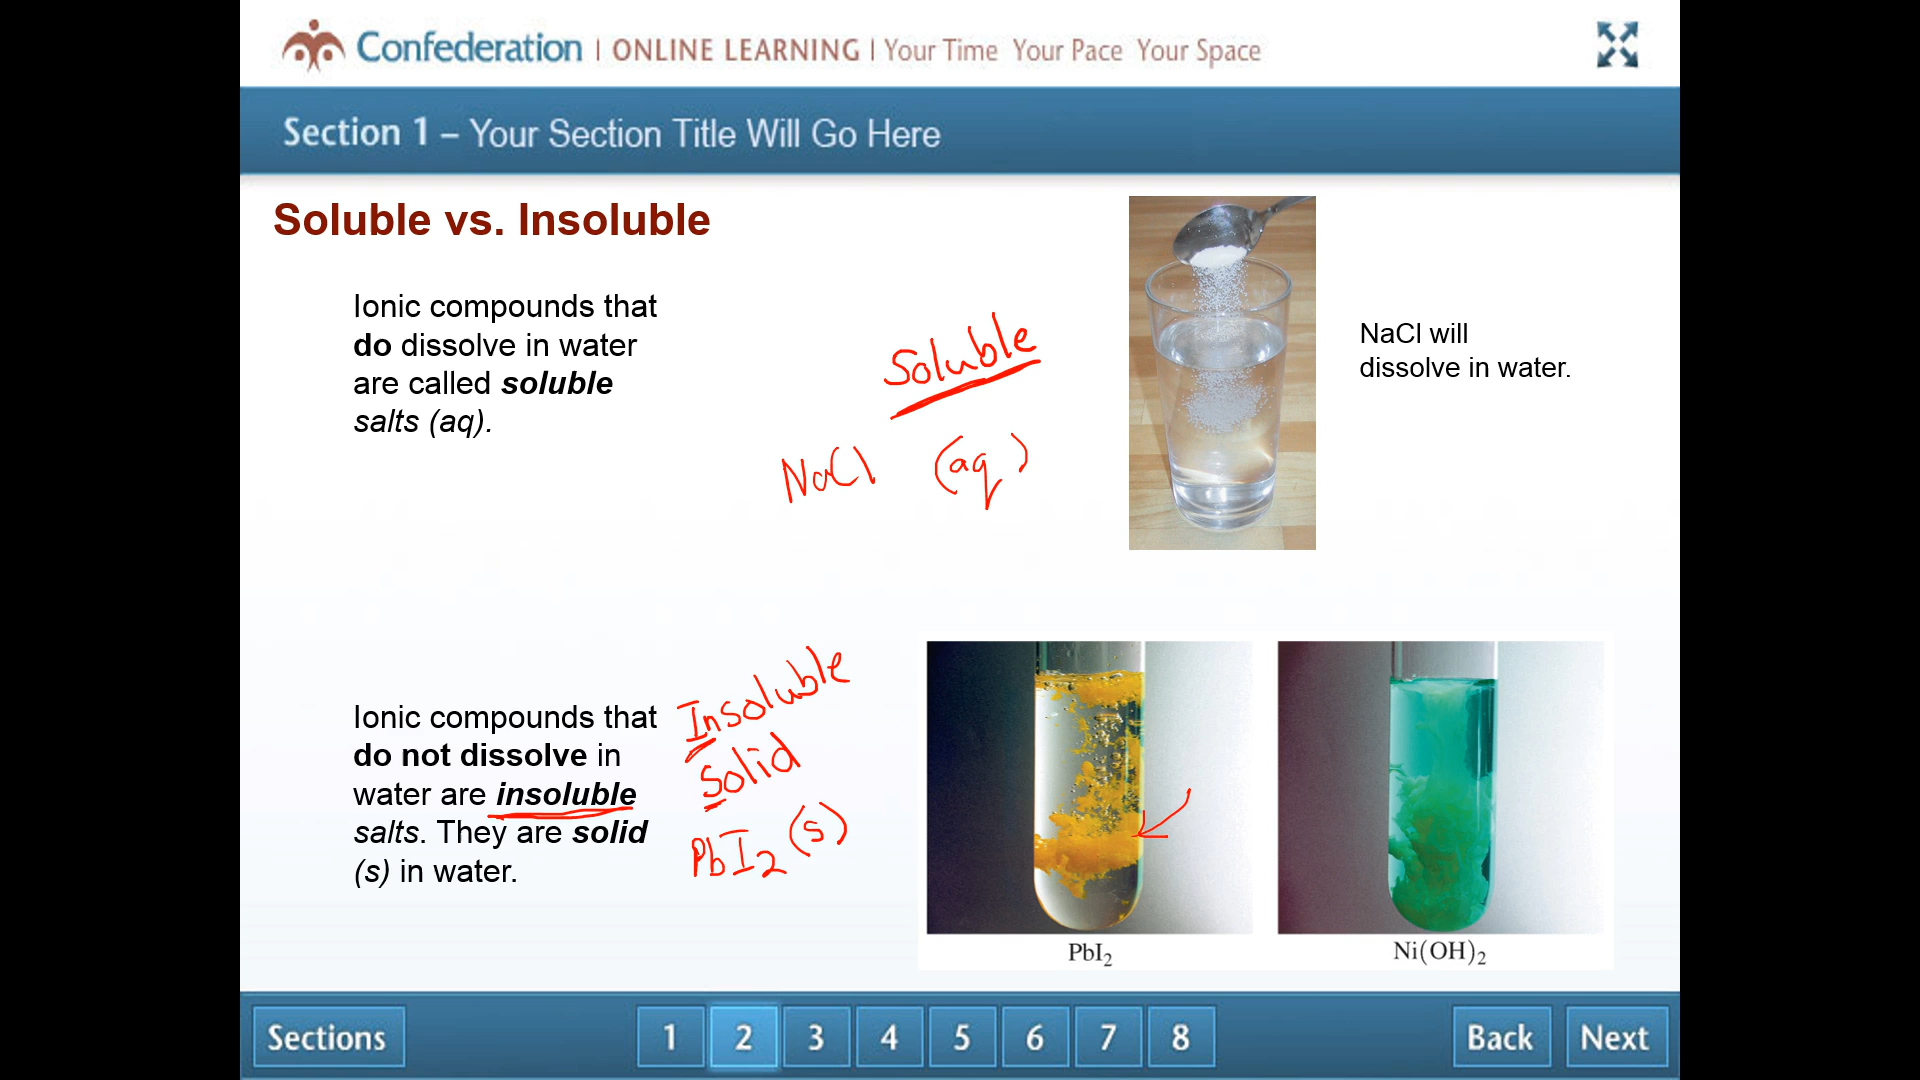 Confederation | ONLINE LEARNING | Your Time Your Pace Your Space
Section 1 – Your Section Title Will Go Here
Soluble vs. Insoluble
Ionic compounds that
do dissolve in water
are called soluble
salts (aq).
Soluble
NaCl (aq)
NaCl will
dissolve in water.
Ionic compounds that
do not dissolve in
water are insoluble
salts. They are solid
(s) in water.
Insoluble
Solid
PbI2 (s)
PbI₂
Ni(OH)₂
Sections 1 2 3 4 5 6 7 8 Back Next